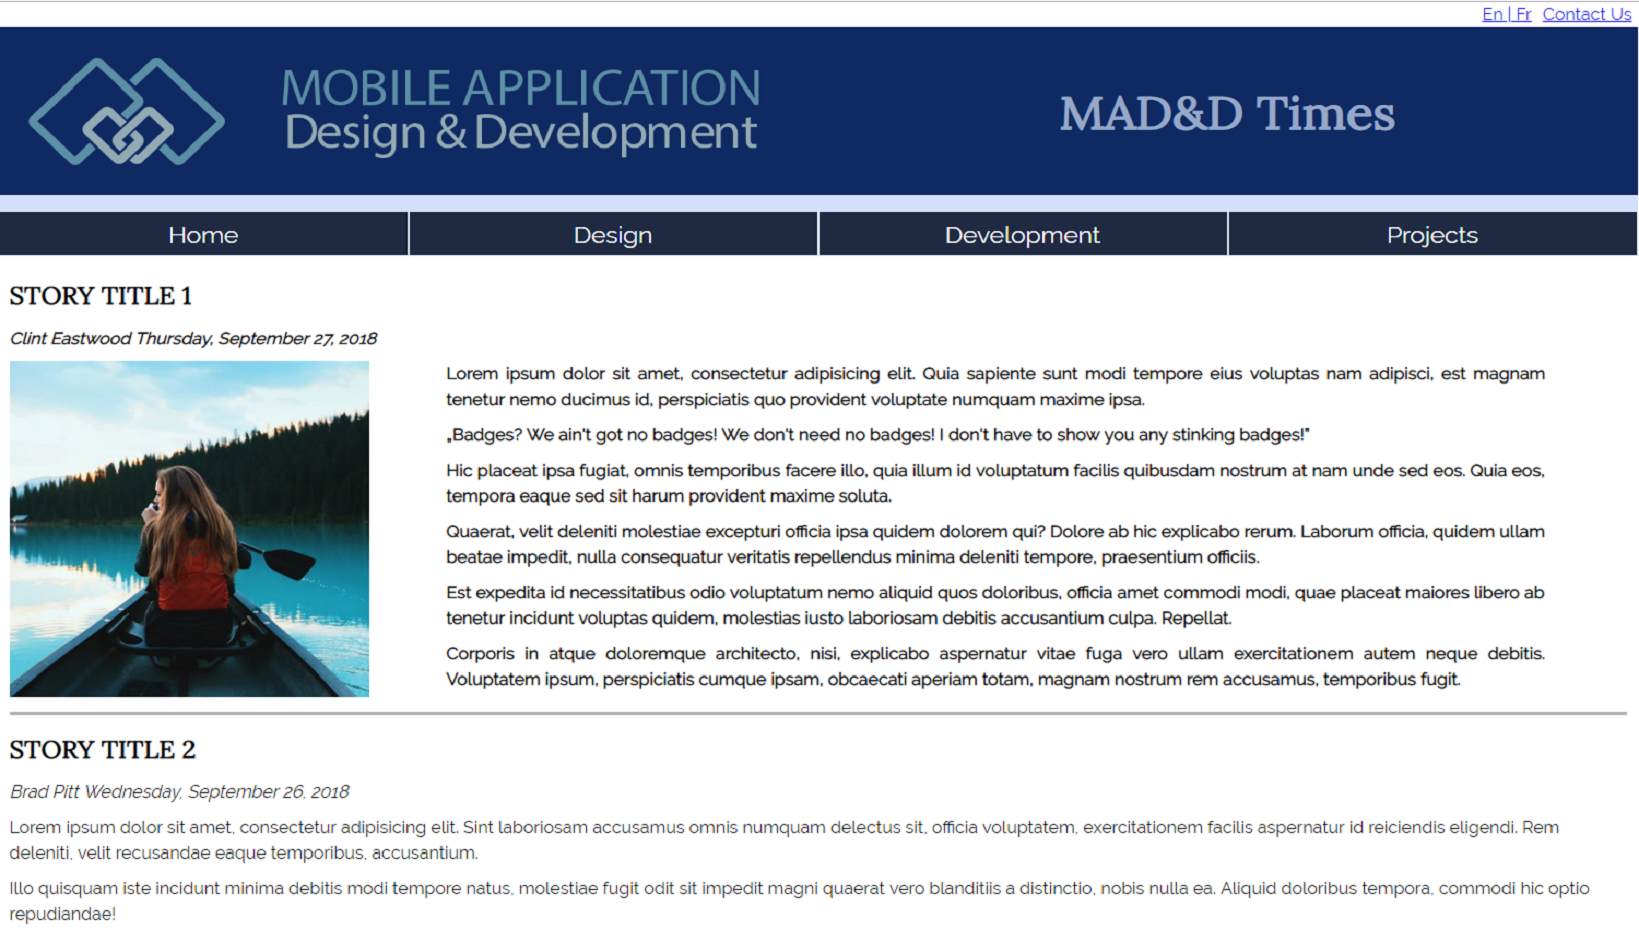 En | Fr Contact Us
MOBILE APPLICATION
Design & Development
MAD&D Times
Home Design Development Projects
STORY TITLE 1
Clint Eastwood Thursday, September 27, 2018
Lorem ipsum dolor sit amet, consectetur adipisicing elit. Quia sapiente sunt modi tempore eius voluptas nam adipisci, est magnam
tenetur nemo ducimus id, perspiciatis quo provident voluptate numquam maxime ipsa.
„Badges? We ain't got no badges! We don't need no badges! I don't have to show you any stinking badges!”
Hic placeat ipsa fugiat, omnis temporibus facere illo, quia illum id voluptatum facilis quibusdam nostrum at nam unde sed eos. Quia eos,
tempora eaque sed sit harum provident maxime soluta.
Quaerat, velit deleniti molestiae excepturi officia ipsa quidem dolorem qui? Dolore ab hic explicabo rerum. Laborum officia, quidem ullam
beatae impedit, nulla consequatur veritatis repellendus minima deleniti tempore, praesentium officiis.
Est expedita id necessitatibus odio voluptatum nemo aliquid quos doloribus, officia amet commodi modi, quae placeat maiores libero ab
tenetur incidunt voluptas quidem, molestias iusto laboriosam debitis accusantium culpa. Repellat.
Corporis in atque doloremque architecto, nisi, explicabo aspernatur vitae fuga vero ullam exercitationem autem neque debitis.
Voluptatem ipsum, perspiciatis cumque ipsam, obcaecati aperiam totam, magnam nostrum rem accusamus, temporibus fugit.
STORY TITLE 2
Brad Pitt Wednesday, September 26, 2018
Lorem ipsum dolor sit amet, consectetur adipisicing elit. Sint laboriosam accusamus omnis numquam delectus sit, officia voluptatem, exercitationem facilis aspernatur id reiciendis eligendi. Rem
deleniti, velit recusandae eaque temporibus, accusantium.
Illo quisquam iste incidunt minima debitis modi tempore natus, molestiae fugit odit sit impedit magni quaerat vero blanditiis a distinctio, nobis nulla ea. Aliquid doloribus tempora, commodi hic optio
repudiandae!